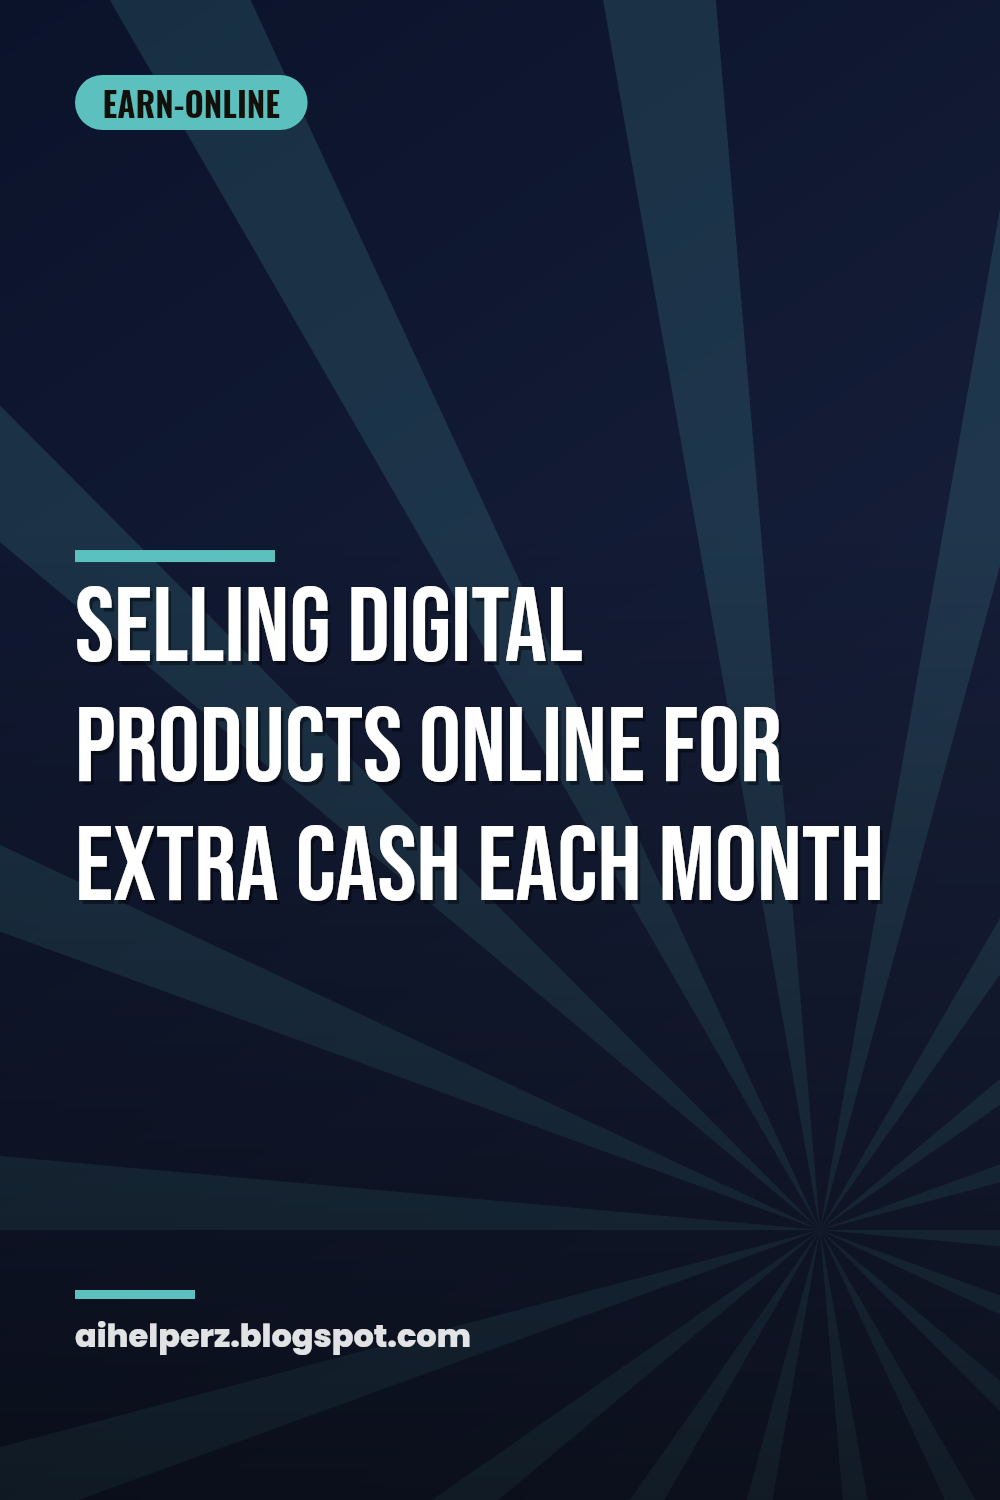 EARN-ONLINE
SELLING DIGITAL
PRODUCTS ONLINE FOR
EXTRA CASH EACH MONTH
aihelperz.blogspot.com